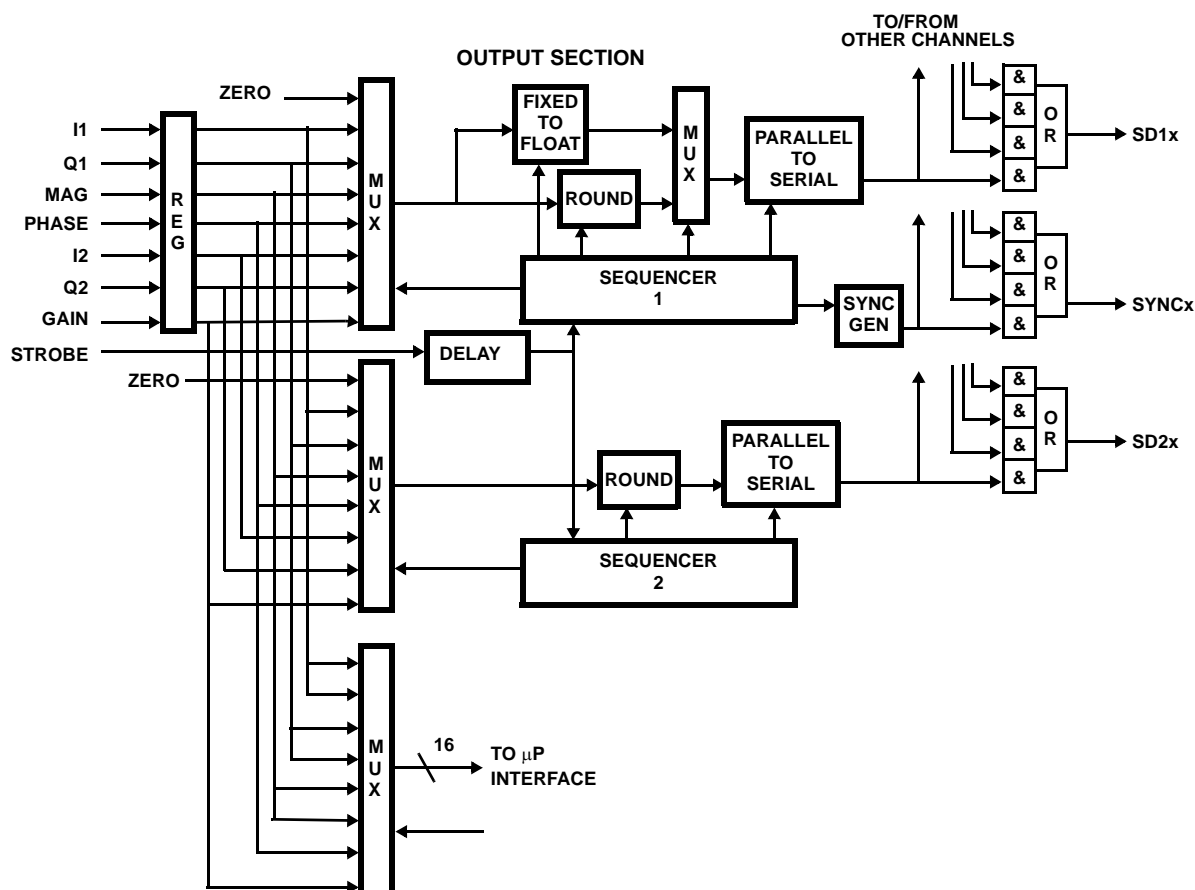 TO/FROM
OTHER CHANNELS
OUTPUT SECTION
ZERO
I1
Q1
MAG
PHASE
I2
Q2
GAIN
STROBE
REG
MUX
FIXED
TO
FLOAT
ROUND
MUX
PARALLEL
TO
SERIAL
&
&
&
&
OR
SD1x
SEQUENCER
1
SYNC
GEN
&
&
&
&
OR
SYNCx
DELAY
ZERO
MUX
ROUND
PARALLEL
TO
SERIAL
&
&
&
&
OR
SD2x
SEQUENCER
2
MUX
16
TO μP
INTERFACE